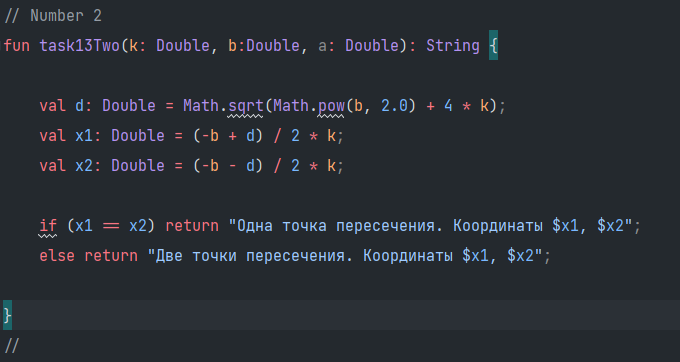 // Number 2
fun task13Two(k: Double, b:Double, a: Double): String {
val d: Double = Math.sqrt(Math.pow(b, 2.0) + 4 * k);
val x1: Double = (-b + d) / 2 * k;
val x2: Double = (-b - d) / 2 * k;
if (x1 == x2) return "Одна точка пересечения. Координаты $x1, $x2";
else return "Две точки пересечения. Координаты $x1, $x2";
}
//